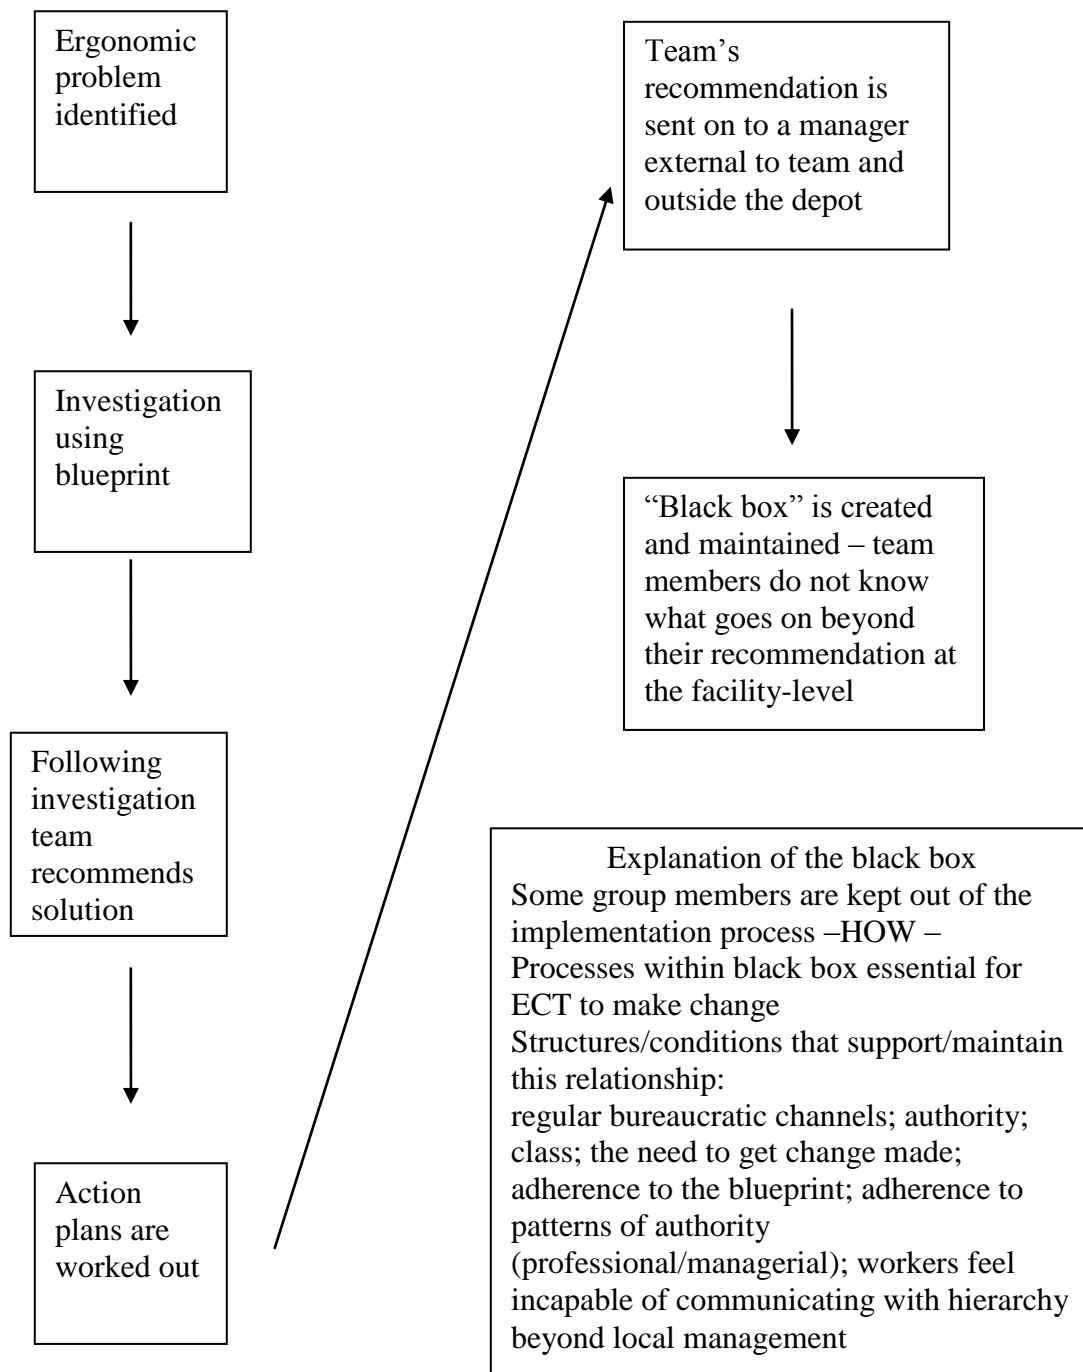 Ergonomic
problem
identified
Investigation
using
blueprint
Following
investigation
team
recommends
solution
Action
plans are
worked out
Team’s
recommendation is
sent on to a manager
external to team and
outside the depot
“Black box” is created
and maintained – team
members do not know
what goes on beyond
their recommendation at
the facility-level
Explanation of the black box
Some group members are kept out of the
implementation process –HOW –
Processes within black box essential for
ECT to make change
Structures/conditions that support/maintain
this relationship:
regular bureaucratic channels; authority;
class; the need to get change made;
adherence to the blueprint; adherence to
patterns of authority
(professional/managerial); workers feel
incapable of communicating with hierarchy
beyond local management